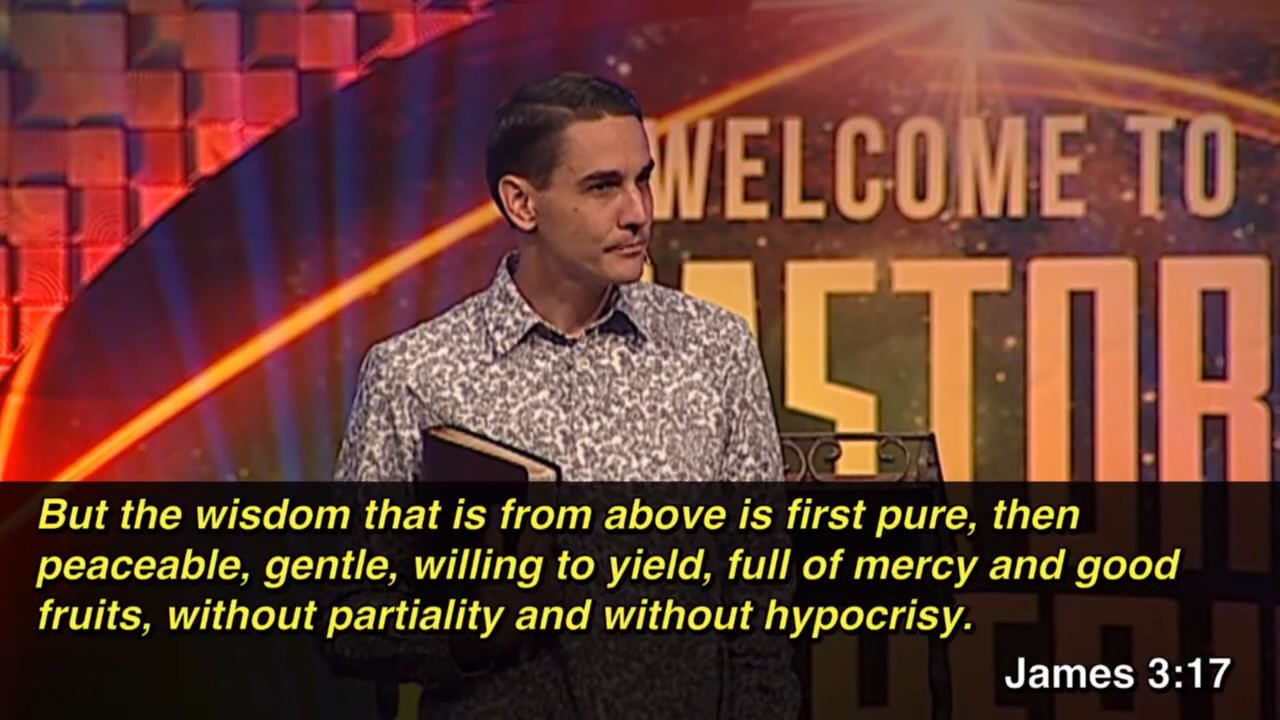 WELCOME TO
But the wisdom that is from above is first pure, then
peaceable, gentle, willing to yield, full of mercy and good
fruits, without partiality and without hypocrisy.
James 3:17